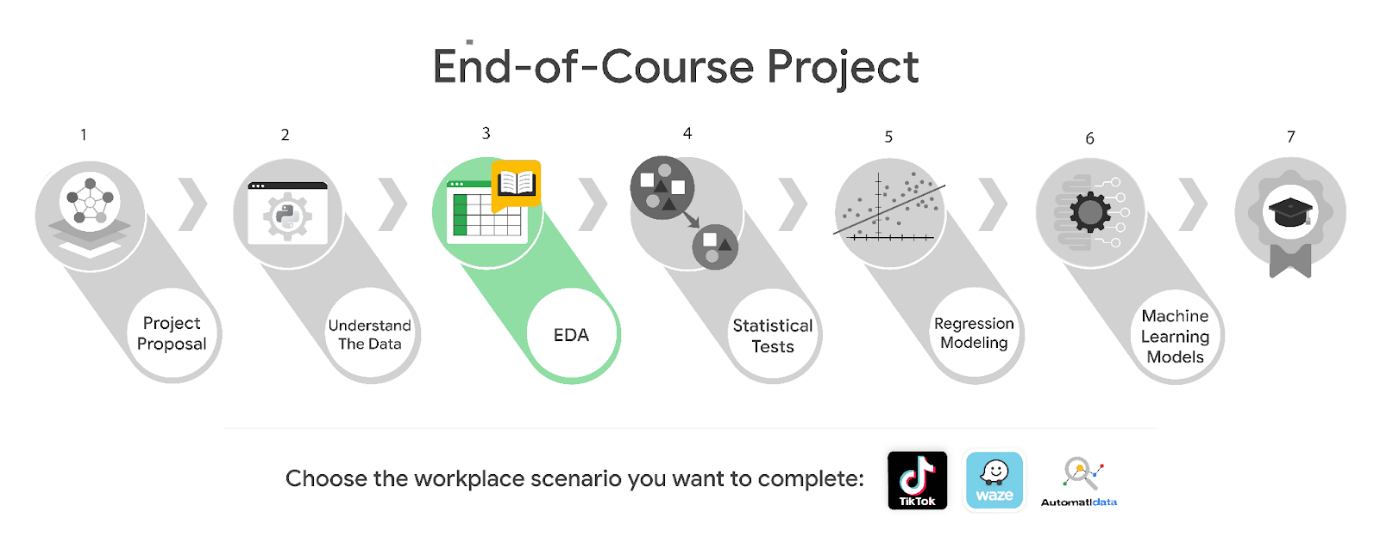 End-of-Course Project
1
2
3
4
5
6
7
Project
Proposal
Understand
The Data
EDA
Statistical
Tests
Regression
Modeling
Machine
Learning
Models
Choose the workplace scenario you want to complete:
TikTok
waze
Automatidata